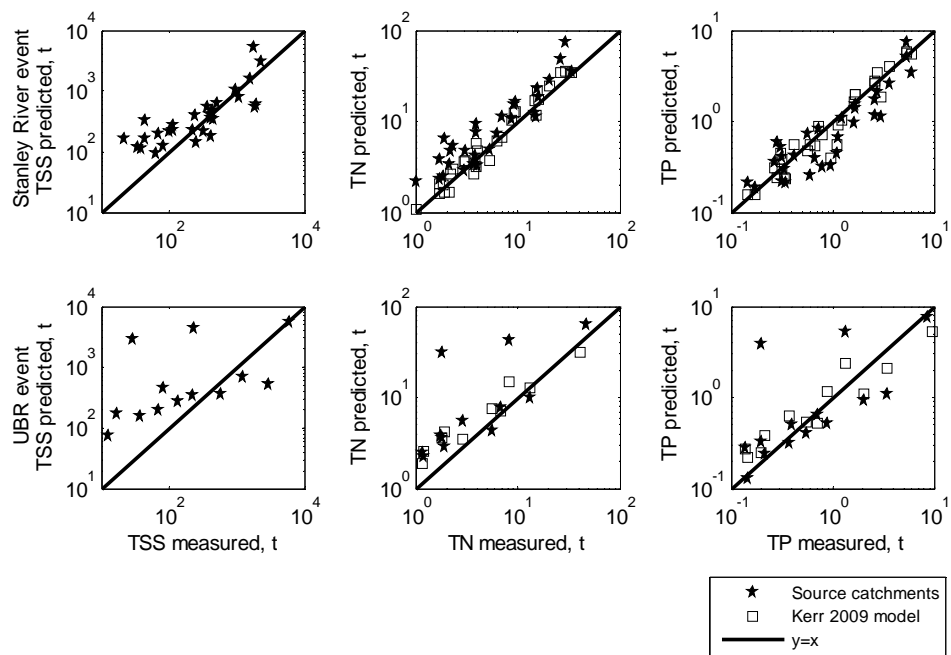 Stanley River event
TSS predicted, t
10^4
10^3
10^2
10^1
10^2
10^4
TN predicted, t
10^2
10^1
10^0
10^0
10^1
10^2
TP predicted, t
10^1
10^0
10^-1
10^-1
10^0
10^1
UBR event
TSS predicted, t
10^4
10^3
10^2
10^1
10^2
10^4
TSS measured, t
TN predicted, t
10^2
10^1
10^0
10^0
10^1
10^2
TN measured, t
TP predicted, t
10^1
10^0
10^-1
10^-1
10^0
10^1
TP measured, t
Source catchments
Kerr 2009 model
y=x